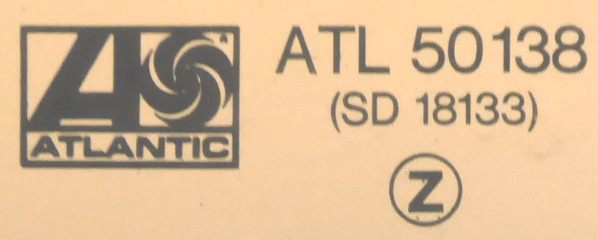 ATL 50138
(SD 18133)
ATLANTIC
Z